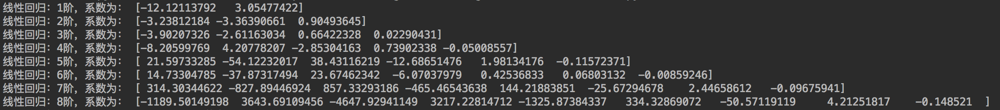 线性回归：1阶，系数为： [-12.12113792   3.05477422]
线性回归：2阶，系数为： [-3.23812184 -3.36390661  0.90493645]
线性回归：3阶，系数为： [-3.90207326 -2.61163034  0.66422328  0.02290431]
线性回归：4阶，系数为： [-8.20599769  4.20778207 -2.85304163  0.73902338 -0.05008557]
线性回归：5阶，系数为： [ 21.59733285 -54.12232017  38.43116219 -12.68651476   1.98134176  -0.11572371]
线性回归：6阶，系数为： [ 14.73304785 -37.87317494  23.67462342  -6.07037979   0.42536833   0.06803132  -0.00859246]
线性回归：7阶，系数为： [ 314.30344622 -827.89446924  857.33293186 -465.46543638  144.21883851  -25.67294678    2.44658612   -0.09675941]
线性回归：8阶，系数为： [-1189.50149198  3643.69109456 -4647.92941149  3217.22814712 -1325.87384337   334.32869072   -50.57119119     4.21251817    -0.148521  ]